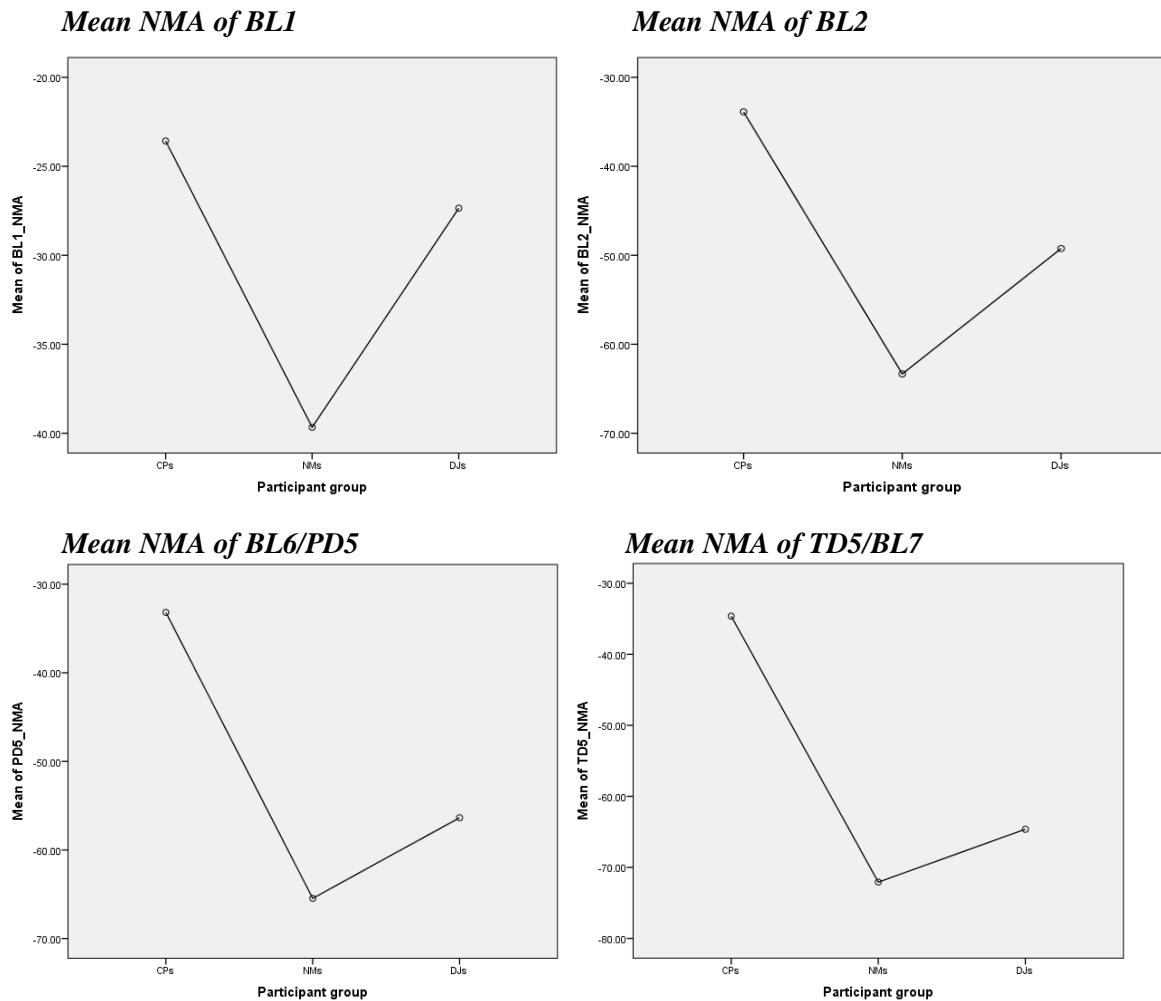 Mean NMA of BL1
-20.00
-25.00
-30.00
-35.00
-40.00
Mean of BL1_NMA
CPs NMs DJs
Participant group
Mean NMA of BL2
-30.00
-40.00
-50.00
-60.00
-70.00
Mean of BL2_NMA
CPs NMs DJs
Participant group
Mean NMA of BL6/PD5
-30.00
-40.00
-50.00
-60.00
-70.00
Mean of PD5_NMA
CPs NMs DJs
Participant group
Mean NMA of TD5/BL7
-30.00
-40.00
-50.00
-60.00
-70.00
-80.00
Mean of TD5_NMA
CPs NMs DJs
Participant group